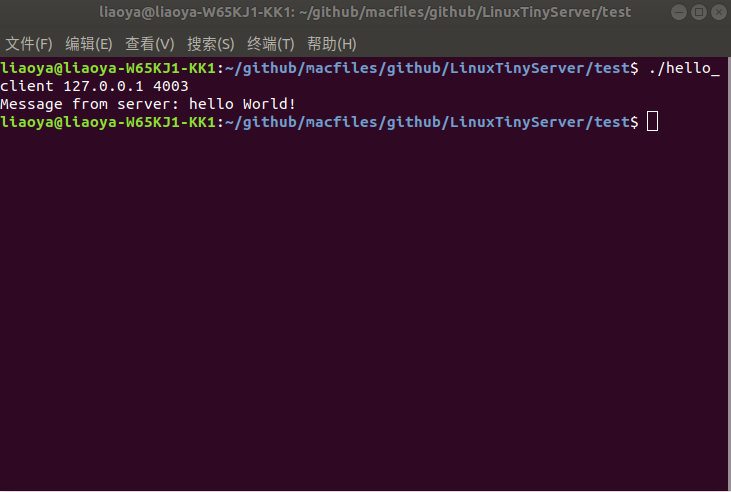 liaoya@liaoya-W65KJ1-KK1: ~/github/macfiles/github/LinuxTinyServer/test
文件(F) 编辑(E) 查看(V) 搜索(S) 终端(T) 帮助(H)
liaoya@liaoya-W65KJ1-KK1:~/github/macfiles/github/LinuxTinyServer/test$ ./hello_
client 127.0.0.1 4003
Message from server: hello World!
liaoya@liaoya-W65KJ1-KK1:~/github/macfiles/github/LinuxTinyServer/test$